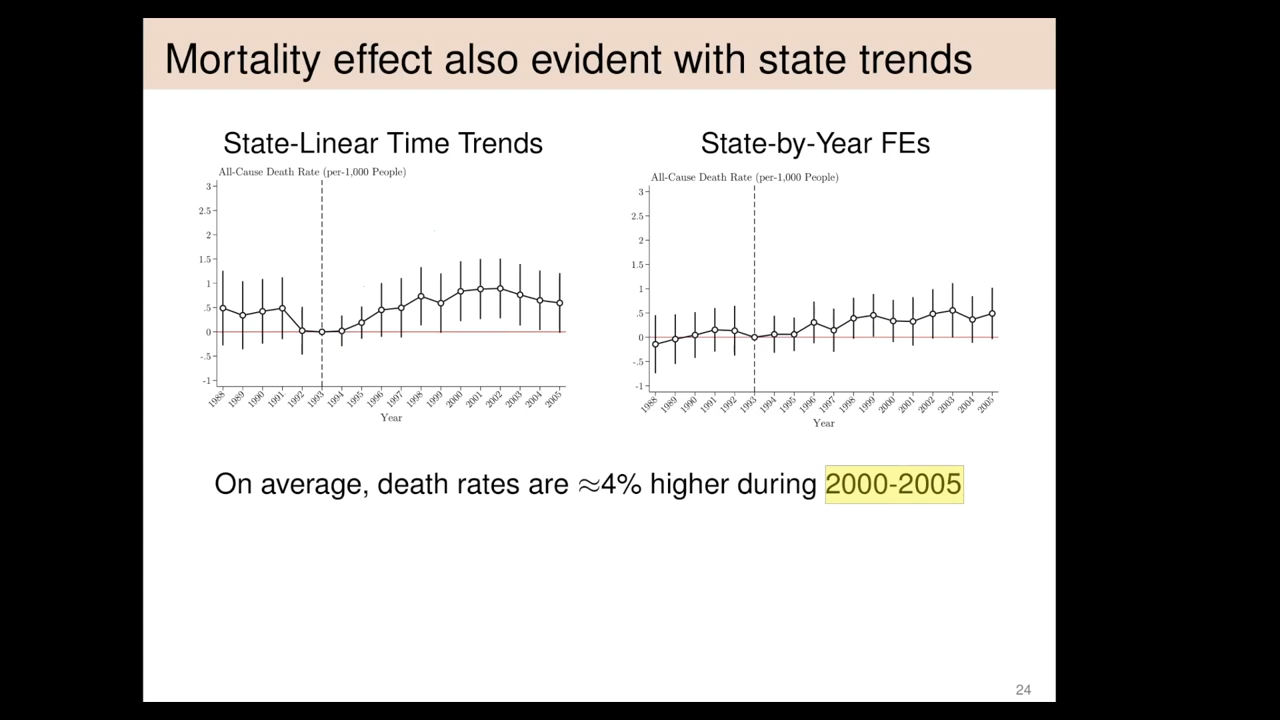 Mortality effect also evident with state trends
State-Linear Time Trends
All-Cause Death Rate (per-1,000 People)
3
2.5
2
1.5
1
.5
0
-.5
-1
1988 1989 1990 1991 1992 1993 1994 1995 1996 1997 1998 1999 2000 2001 2002 2003 2004 2005
Year
State-by-Year FEs
All-Cause Death Rate (per-1,000 People)
3
2.5
2
1.5
1
.5
0
-.5
-1
1988 1989 1990 1991 1992 1993 1994 1995 1996 1997 1998 1999 2000 2001 2002 2003 2004 2005
Year
On average, death rates are ≈4% higher during 2000-2005
24